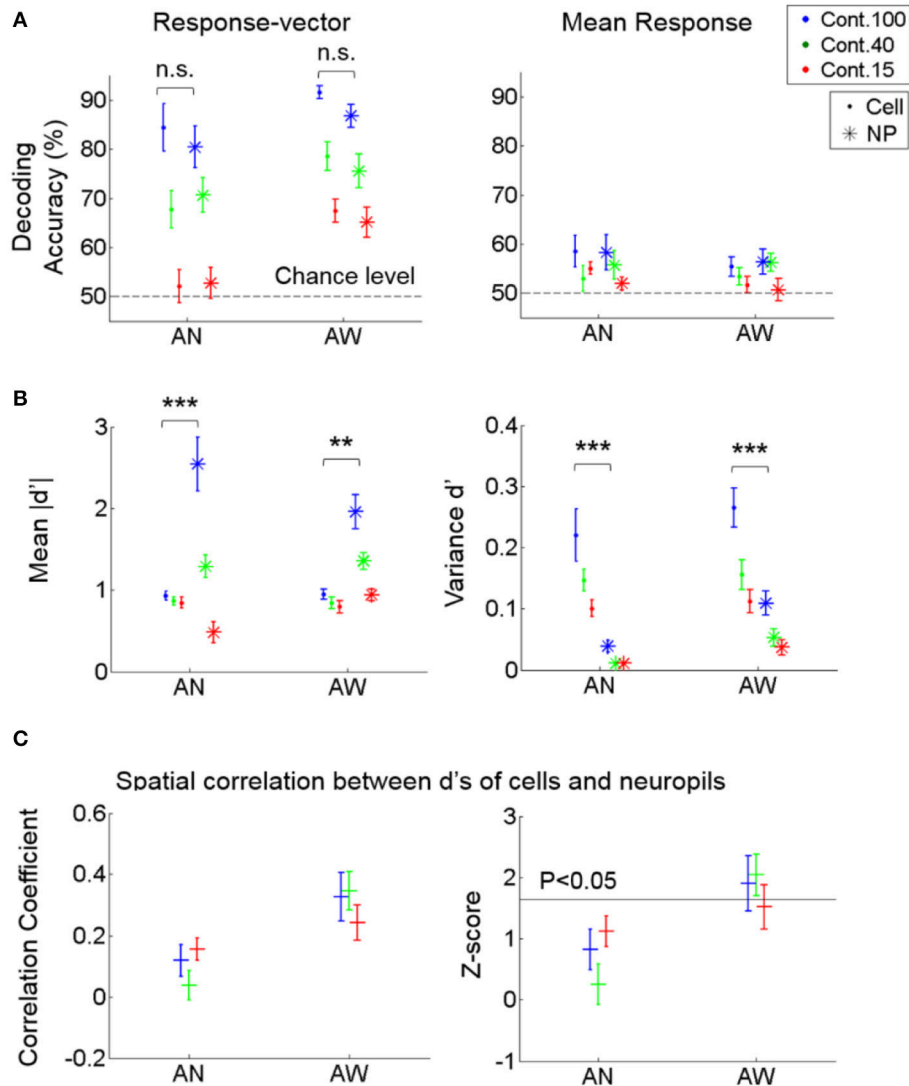 A
Response-vector
Mean Response
Cont.100
Cont.40
Cont.15
Cell
NP
Decoding
Accuracy (%)
90
80
70
60
50
n.s.
n.s.
Chance level
AN
AW
90
80
70
60
50
AN
AW
B
Mean |d'|
3
2
1
0
***
**
AN
AW
Variance d'
0.4
0.3
0.2
0.1
0
***
***
AN
AW
C
Spatial correlation between d's of cells and neuropils
Correlation Coefficient
0.6
0.4
0.2
0
-0.2
AN
AW
Z-score
3
2
1
0
-1
P<0.05
AN
AW